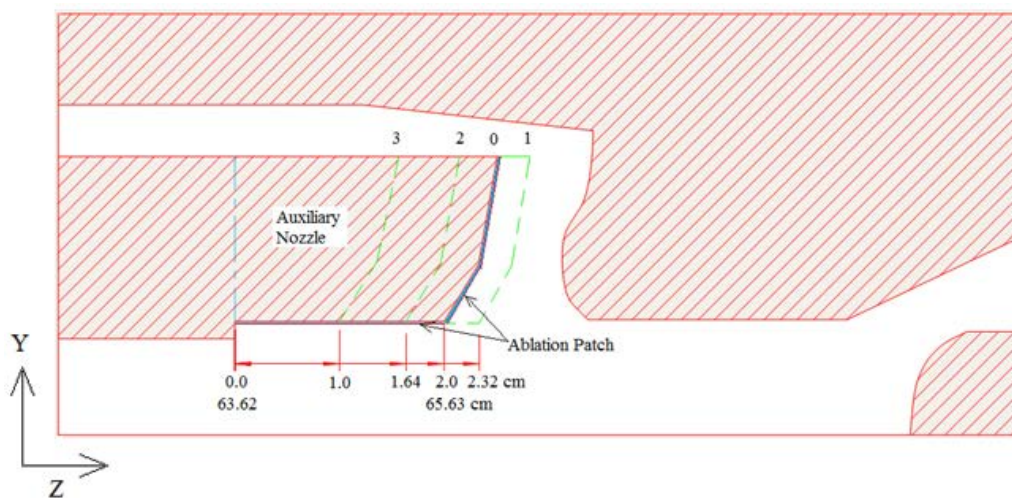 3 2 0 1
Auxiliary
Nozzle
Ablation Patch
Y
0.0 1.0 1.64 2.0 2.32 cm
63.62 65.63 cm
Z